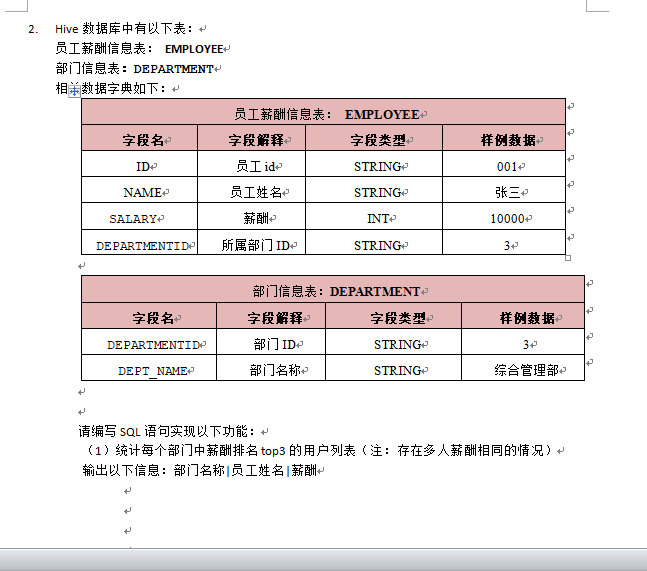 2. Hive 数据库中有以下表：
员工薪酬信息表： EMPLOYEE
部门信息表：DEPARTMENT
相关数据字典如下：
员工薪酬信息表： EMPLOYEE
字段名 字段解释 字段类型 样例数据
ID 员工 id STRING 001
NAME 员工姓名 STRING 张三
SALARY 薪酬 INT 10000
DEPARTMENTID 所属部门 ID STRING 3
部门信息表：DEPARTMENT
字段名 字段解释 字段类型 样例数据
DEPARTMENTID 部门 ID STRING 3
DEPT_NAME 部门名称 STRING 综合管理部
请编写 SQL 语句实现以下功能：
（1）统计每个部门中薪酬排名 top3 的用户列表（注：存在多人薪酬相同的情况）
输出以下信息：部门名称|员工姓名|薪酬